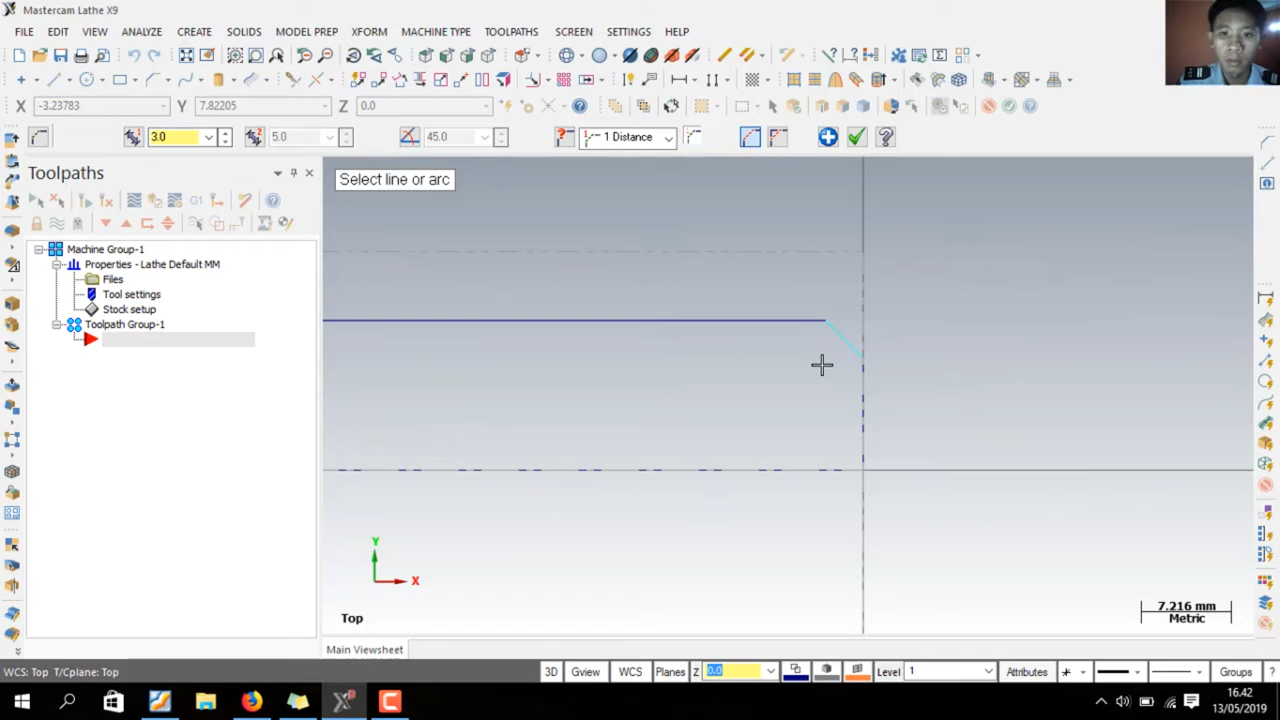 Mastercam Lathe X9
FILE EDIT VIEW ANALYZE CREATE SOLIDS MODEL PREP XFORM MACHINE TYPE TOOLPATHS SCREEN SETTINGS HELP
X -3.23783 Y 7.82205 Z 0.0
3.0 5.0 45.0 1 Distance
Toolpaths
Select line or arc
G1
Machine Group-1
Properties - Lathe Default MM
Files
Tool settings
Stock setup
Toolpath Group-1
Y
X
Top
7.216 mm
Metric
Main Viewsheet
WCS: Top T/Cplane: Top
3D Gview WCS Planes Z 0.0 Level 1 Attributes Groups ?
16.42
13/05/2019